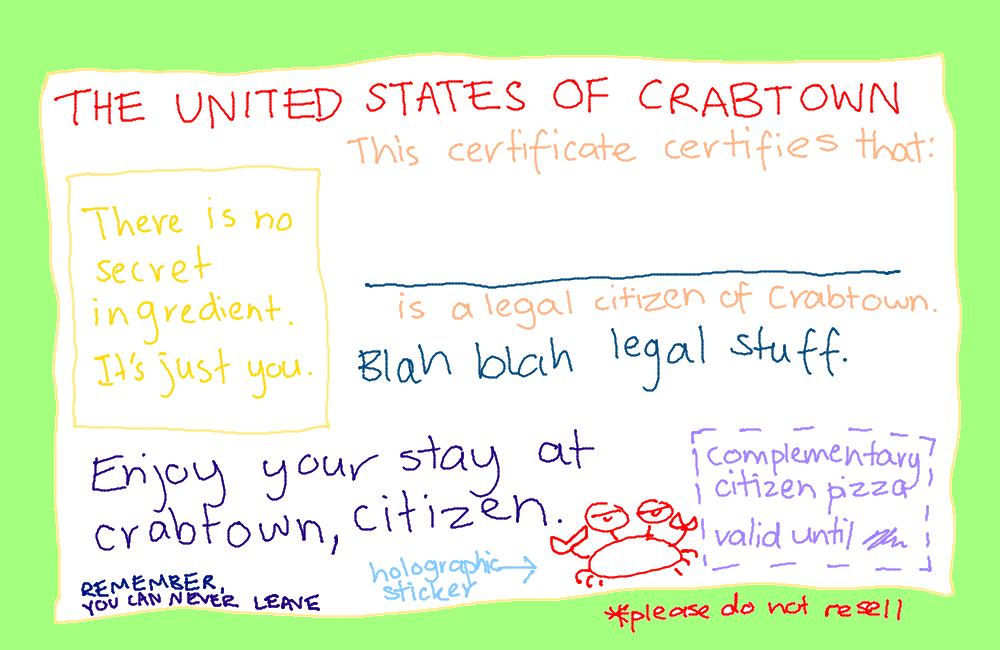 THE UNITED STATES OF CRABTOWN
This certificate certifies that:
There is no
secret
ingredient.
It's just you.
is a legal citizen of Crabtown.
Blah blah legal stuff.
Enjoy your stay at
crabtown, citizen.
complementary
citizen pizza
valid until
holographic
sticker
REMEMBER,
YOU CAN NEVER LEAVE
*please do not resell